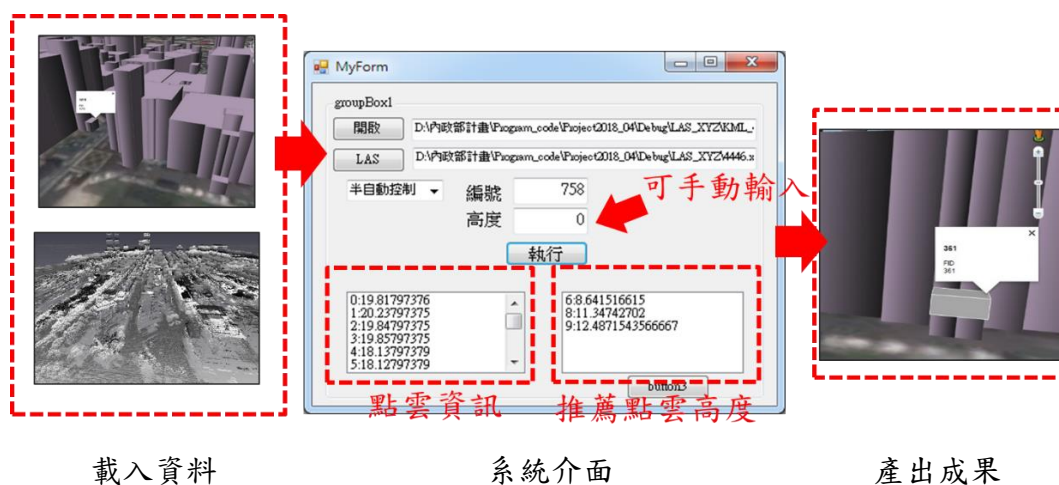 MyForm
groupBox1
開啟 D:\內政部計畫\Program_code\Project2018_04\Debug\LAS_XYZ\KML_
LAS D:\內政部計畫\Program_code\Project2018_04\Debug\LAS_XYZ\4446.x
半自動控制 編號 758
可手動輸入
高度 0
執行
0:19.81797376
1:20.23797375
2:19.84797375
3:19.85797375
4:18.13797379
5:18.12797379
6:8.641516615
8:11.34742702
9:12.4871543566667
button3
點雲資訊 推薦點雲高度
361
FID
361
載入資料 系統介面 產出成果